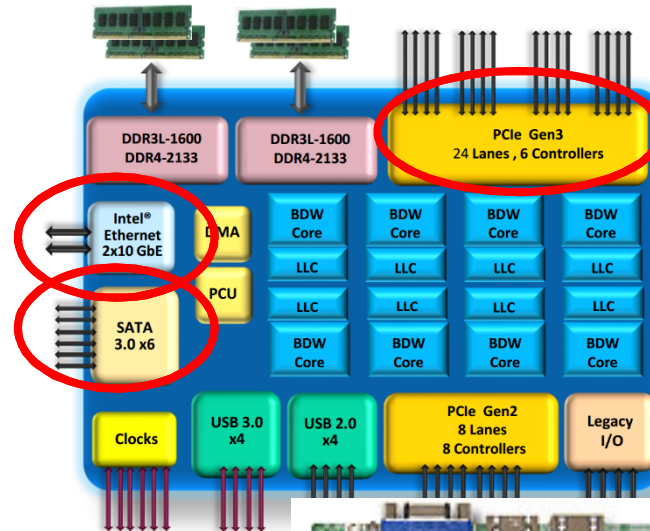 DDR3L-1600
DDR4-2133
DDR3L-1600
DDR4-2133
PCIe Gen3
24 Lanes , 6 Controllers
Intel®
Ethernet
2x10 GbE
DMA
PCU
SATA
3.0 x6
BDW
Core
BDW
Core
BDW
Core
BDW
Core
LLC
LLC
LLC
LLC
LLC
LLC
LLC
LLC
BDW
Core
BDW
Core
BDW
Core
BDW
Core
Clocks
USB 3.0
x4
USB 2.0
x4
PCIe Gen2
8 Lanes
8 Controllers
Legacy
I/O